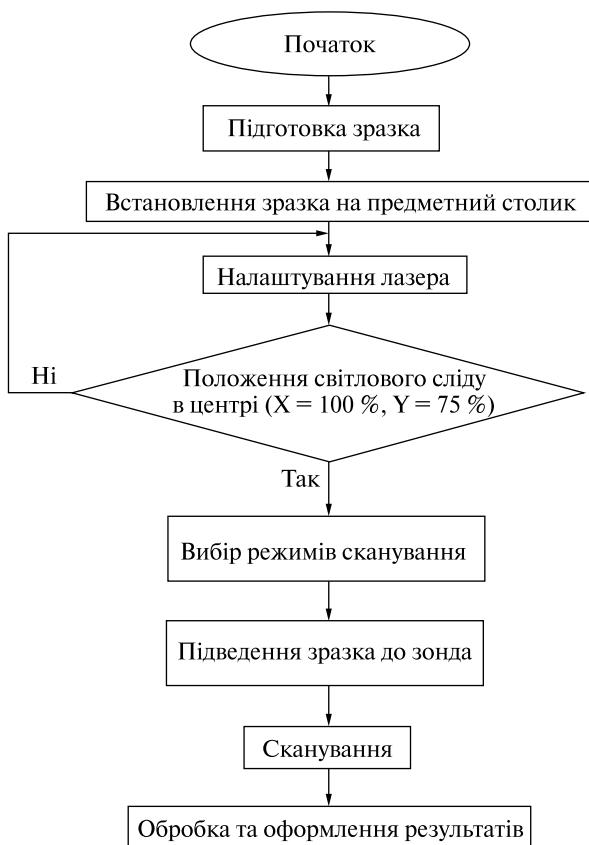 Початок
Підготовка зразка
Встановлення зразка на предметний столик
Налаштування лазера
Ні
Положення світлового сліду
в центрі (X = 100 %, Y = 75 %)
Так
Вибір режимів сканування
Підведення зразка до зонда
Сканування
Обробка та оформлення результатів